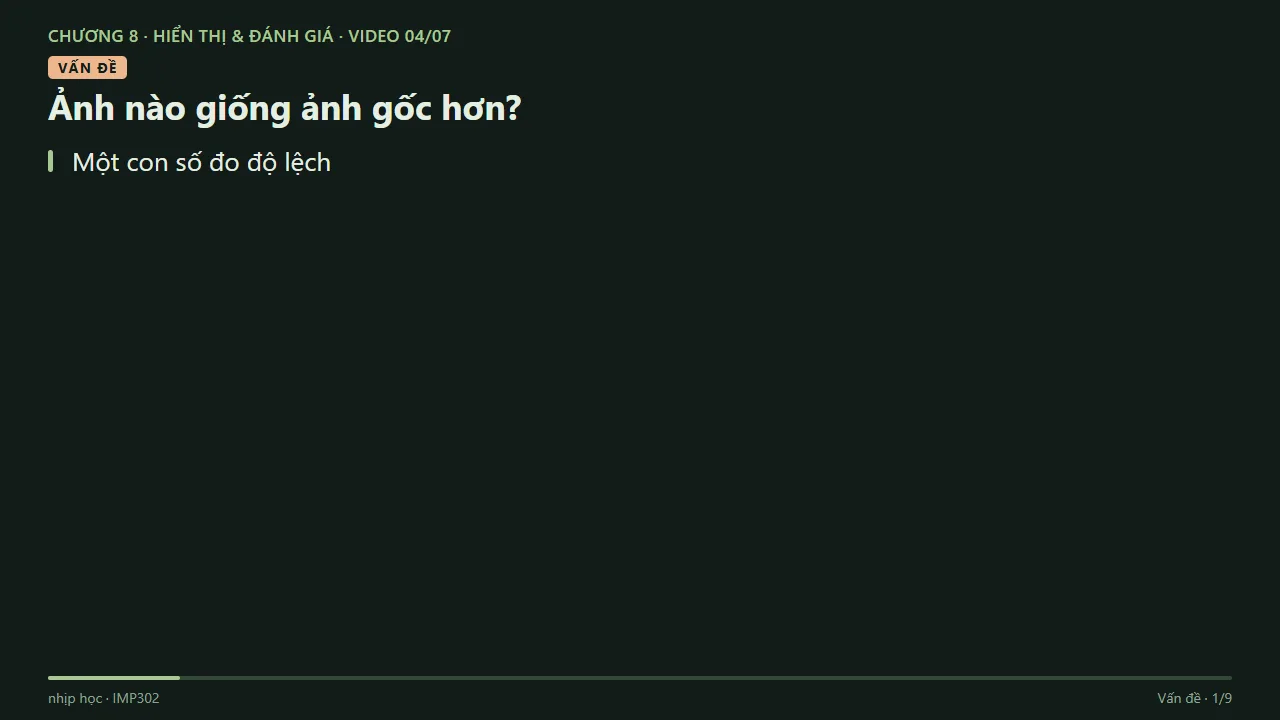 CHƯƠNG 8 · HIỂN THỊ & ĐÁNH GIÁ · VIDEO 04/07
VẤN ĐỀ
Ảnh nào giống ảnh gốc hơn?
Một con số đo độ lệch
nhịp học · IMP302
Vấn đề · 1/9